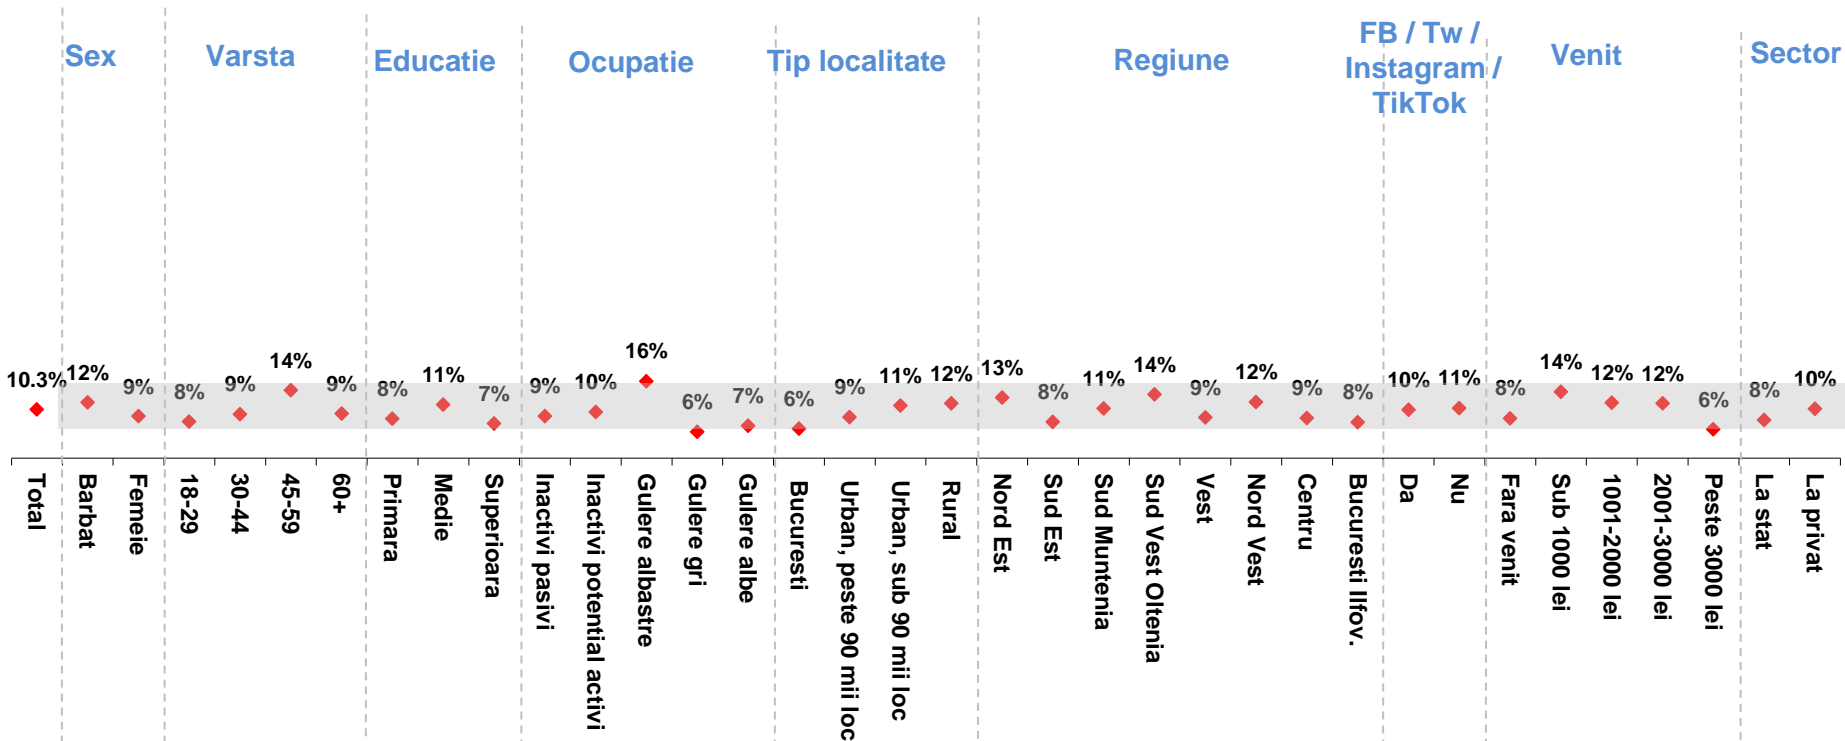 Sex
Varsta
Educatie
Ocupatie
Tip localitate
Regiune
FB / Tw /
Instagram /
TikTok
Venit
Sector
10.3%
12%
9%
8%
9%
14%
9%
8%
11%
7%
9%
10%
16%
6%
7%
6%
9%
11%
12%
13%
8%
11%
14%
9%
12%
9%
8%
10%
11%
8%
14%
12%
12%
6%
8%
10%
Total
Barbat
Femeie
18-29
30-44
45-59
60+
Primara
Medie
Superioara
Inactivi pasivi
Inactivi potential activi
Gulere albastre
Gulere gri
Gulere albe
Bucuresti
Urban, peste 90 mii loc
Urban, sub 90 mii loc
Rural
Nord Est
Sud Est
Sud Muntenia
Sud Vest Oltenia
Vest
Nord Vest
Centru
Bucuresti Ilfov.
Da
Nu
Fara venit
Sub 1000 lei
1001-2000 lei
2001-3000 lei
Peste 3000 lei
La stat
La privat